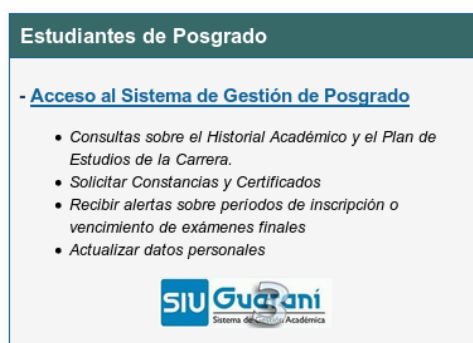 Estudiantes de Posgrado
- Acceso al Sistema de Gestión de Posgrado
• Consultas sobre el Historial Académico y el Plan de
Estudios de la Carrera.
• Solicitar Constancias y Certificados
• Recibir alertas sobre períodos de inscripción o
vencimiento de exámenes finales
• Actualizar datos personales
SIU Guaraní 3
Sistema de Gestión Académica